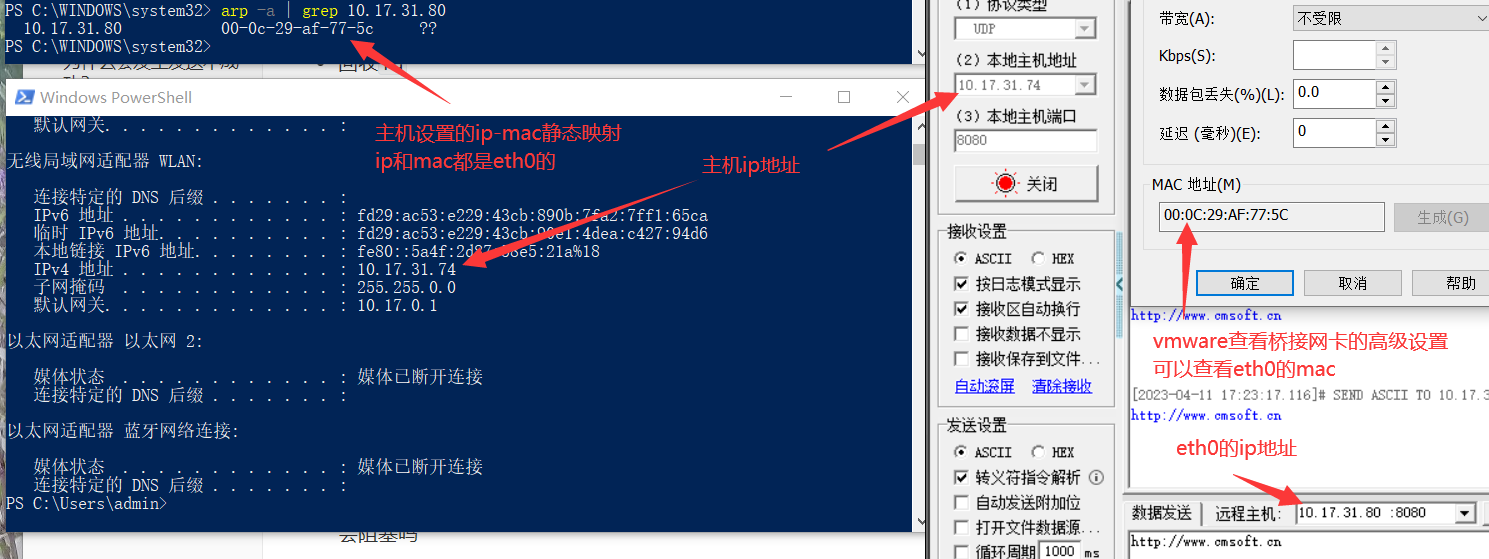 PS C:\WINDOWS\system32> arp -a | grep 10.17.31.80
10.17.31.80 00-0c-29-af-77-5c ??
PS C:\WINDOWS\system32>
Windows PowerShell
默认网关. . . . . . . . . . . . . :
无线局域网适配器 WLAN:
连接特定的 DNS 后缀 . . . . . . . :
IPv6 地址 . . . . . . . . . . . . : fd29:ac53:e229:43cb:890b:7fa2:7ff1:65ca
临时 IPv6 地址. . . . . . . . . . : fd29:ac53:e229:43cb:90e1:4dea:c427:94d6
本地链接 IPv6 地址. . . . . . . . : fe80::5a4f:2d87:08e5:21a%18
IPv4 地址 . . . . . . . . . . . . : 10.17.31.74
子网掩码 . . . . . . . . . . . . : 255.255.0.0
默认网关. . . . . . . . . . . . . : 10.17.0.1
以太网适配器 以太网 2:
媒体状态 . . . . . . . . . . . . : 媒体已断开连接
连接特定的 DNS 后缀 . . . . . . . :
以太网适配器 蓝牙网络连接:
媒体状态 . . . . . . . . . . . . : 媒体已断开连接
连接特定的 DNS 后缀 . . . . . . . :
PS C:\Users\admin>
会阻塞吗
主机设置的ip-mac静态映射
ip和mac都是eth0的
主机ip地址
(1) 协议类型
UDP
(2) 本地主机地址
10.17.31.74
(3) 本地主机端口
8080
关闭
接收设置
ASCII HEX
按日志模式显示
接收区自动换行
接收数据不显示
接收保存到文件...
自动滚屏 清除接收
发送设置
ASCII HEX
转义符指令解析
自动发送附加位
打开文件数据源...
循环周期 1000 ms
带宽(A): 不受限
Kbps(S):
数据包丢失(%)(L): 0.0
延迟 (毫秒)(E): 0
MAC 地址(M)
00:0C:29:AF:77:5C 生成(G)
确定 取消 帮助
http://www.cmsoft.cn
vmware查看桥接网卡的高级设置
可以查看eth0的mac
[2023-04-11 17:23:17.116]# SEND ASCII TO 10.17.3
http://www.cmsoft.cn
eth0的ip地址
数据发送 远程主机: 10.17.31.80 :8080
http://www.cmsoft.cn